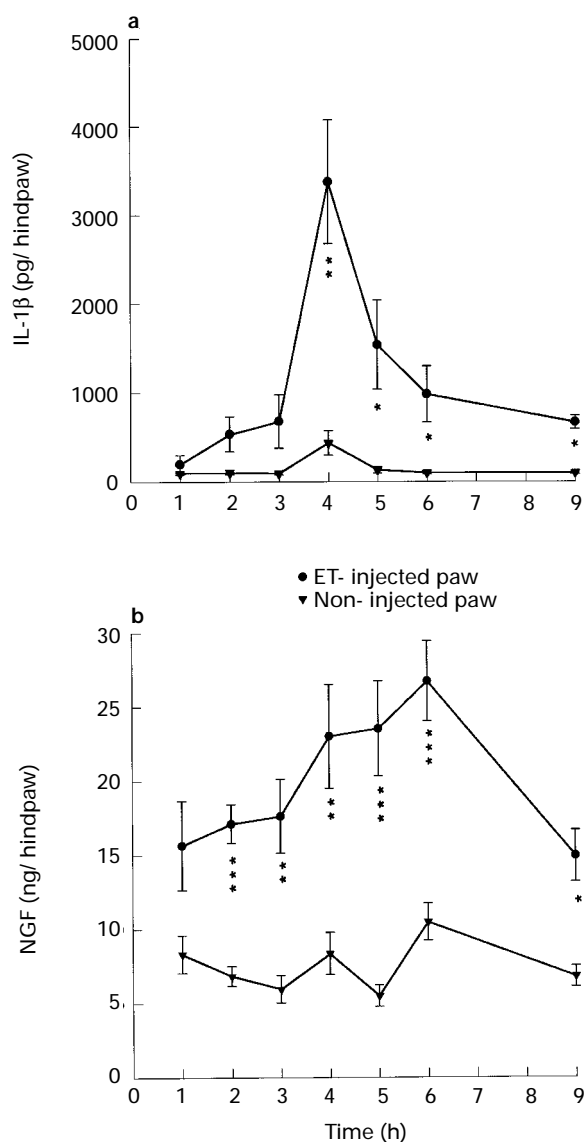 a
5000
4000
3000
2000
1000
0
IL-1β (pg/ hindpaw)
**
*
*
*
0 1 2 3 4 5 6 7 8 9
● ET- injected paw
▼ Non- injected paw
b
30
25
20
15
10
5
0
NGF (ng/ hindpaw)
***
**
**
***
***
*
0 1 2 3 4 5 6 7 8 9
Time (h)